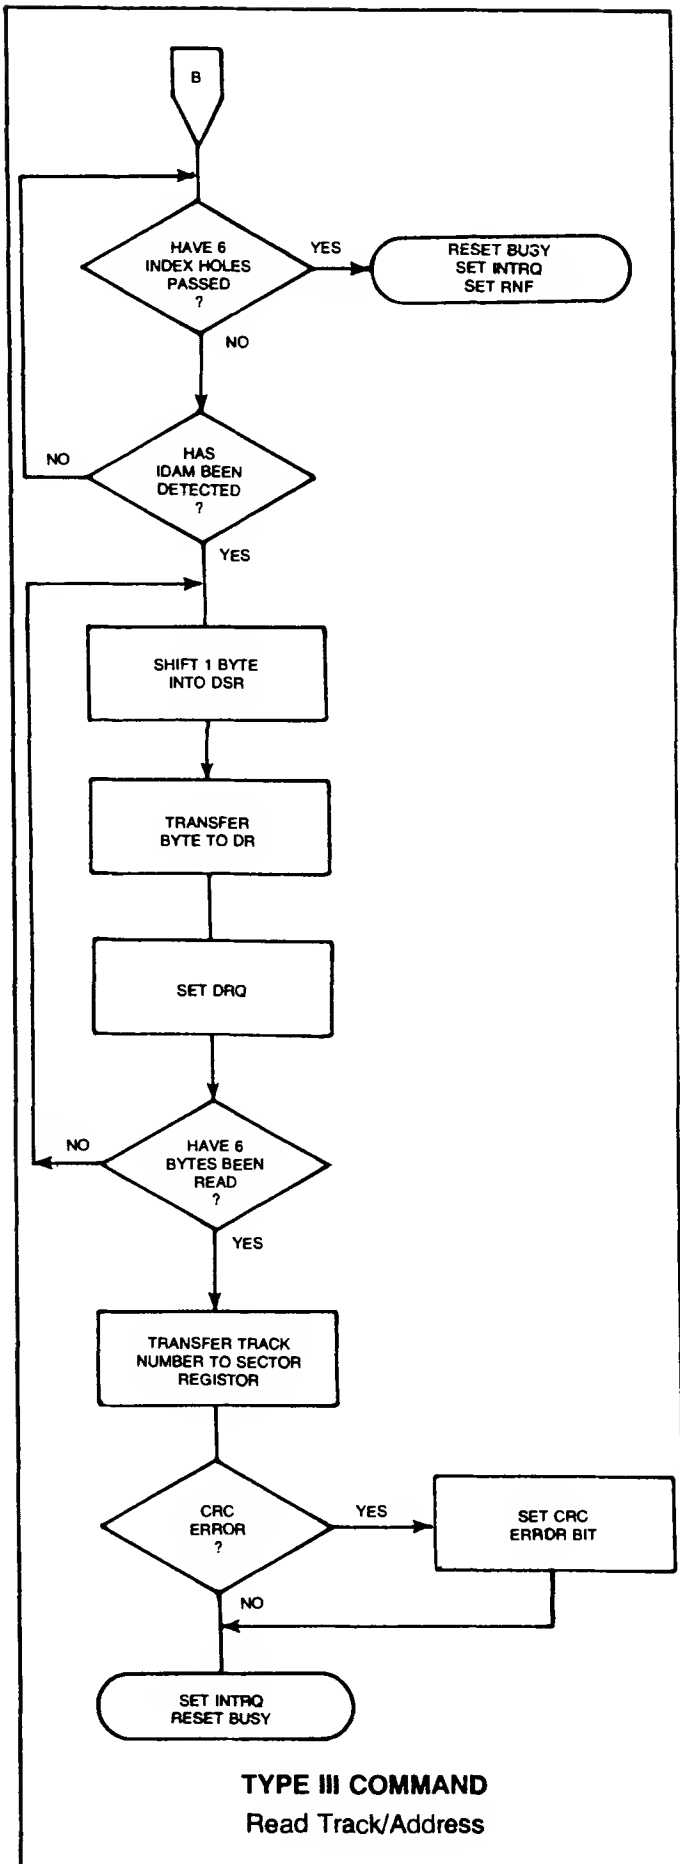 B
HAVE 6
INDEX HOLES
PASSED
?
YES
RESET BUSY
SET INTRQ
SET RNF
NO
HAS
IDAM BEEN
DETECTED
?
NO
YES
SHIFT 1 BYTE
INTO DSR
TRANSFER
BYTE TO DR
SET DRQ
HAVE 6
BYTES BEEN
READ
?
NO
YES
TRANSFER TRACK
NUMBER TO SECTOR
REGISTOR
CRC
ERROR
?
YES
SET CRC
ERROR BIT
NO
SET INTRQ
RESET BUSY
TYPE III COMMAND
Read Track/Address